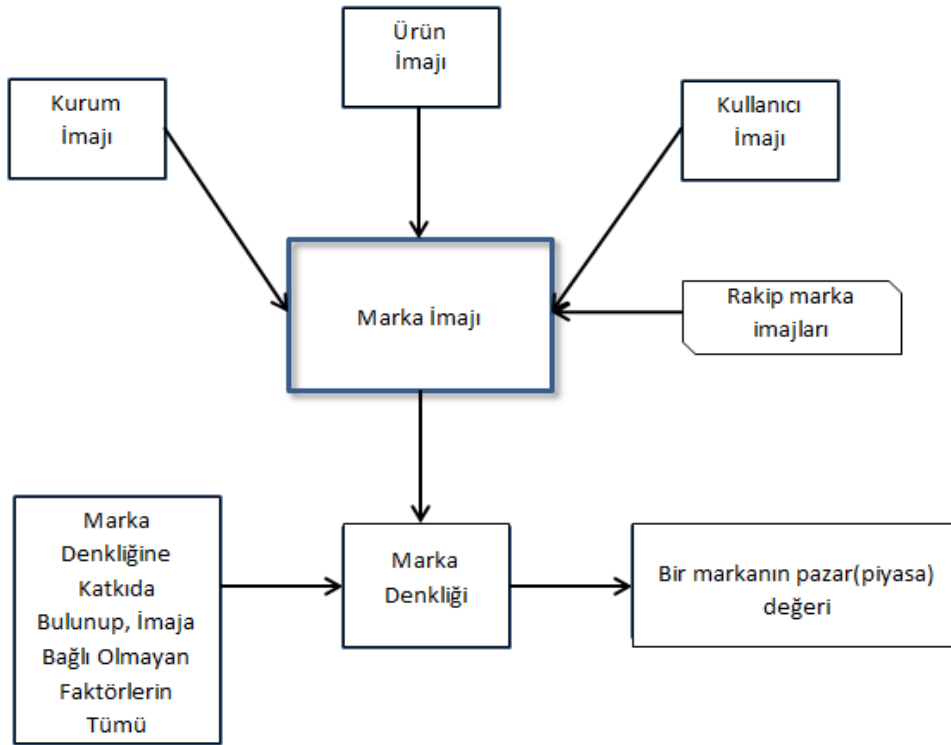 Ürün
İmajı
Kurum
İmajı
Kullanıcı
İmajı
Marka İmajı
Rakip marka
imajları
Marka
Denkliğine
Katkıda
Bulunup, İmaja
Bağlı Olmayan
Faktörlerin
Tümü
Marka
Denkliği
Bir markanın pazar(piyasa)
değeri